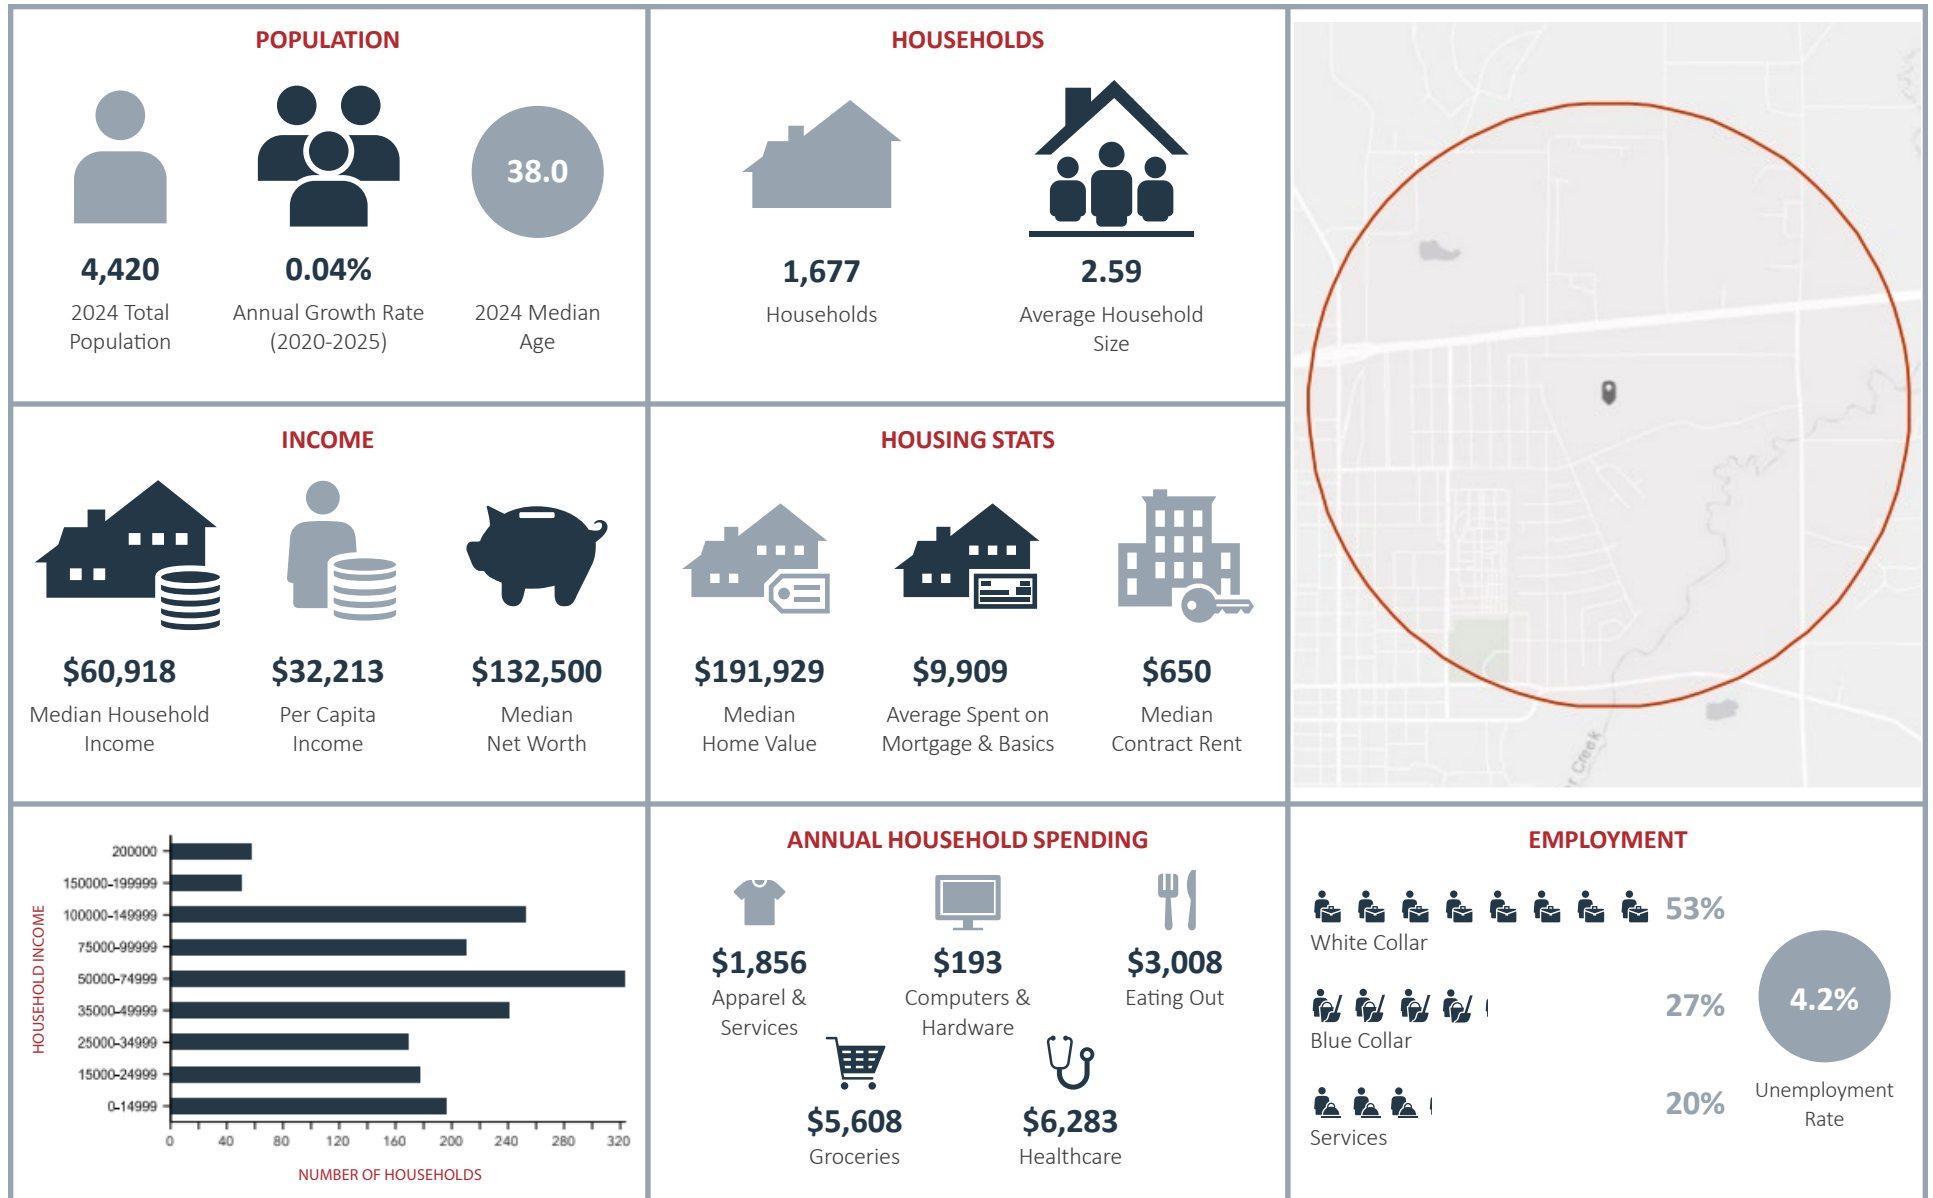 POPULATION
38.0
4,420
2024 Total
Population
0.04%
Annual Growth Rate
(2020-2025)
2024 Median
Age
HOUSEHOLDS
1,677
Households
2.59
Average Household
Size
INCOME
$60,918
Median Household
Income
$32,213
Per Capita
Income
$132,500
Median
Net Worth
HOUSING STATS
$191,929
Median
Home Value
$9,909
Average Spent on
Mortgage & Basics
$650
Median
Contract Rent
r Creek
HOUSEHOLD INCOME
200000
150000-199999
100000-149999
75000-99999
50000-74999
35000-49999
25000-34999
15000-24999
0-14999
0 40 80 120 160 200 240 280 320
NUMBER OF HOUSEHOLDS
ANNUAL HOUSEHOLD SPENDING
$1,856
Apparel &
Services
$193
Computers &
Hardware
$3,008
Eating Out
$5,608
Groceries
$6,283
Healthcare
EMPLOYMENT
53%
White Collar
27%
Blue Collar
20%
Services
4.2%
Unemployment
Rate